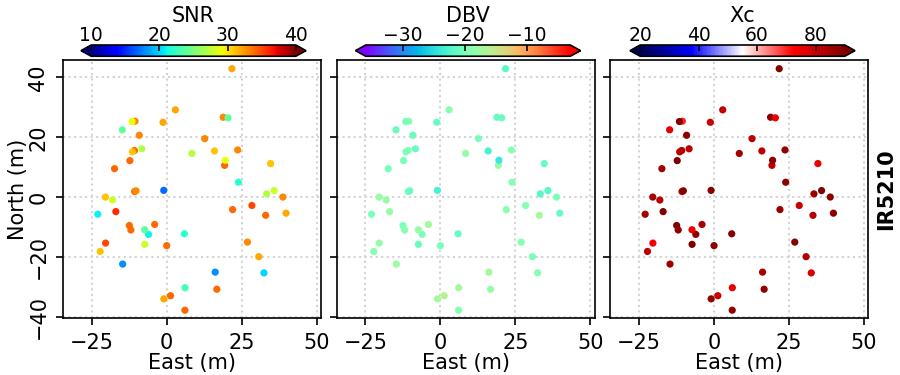 SNR DBV Xc
10 20 30 40 −30 −20 −10 20 40 60 80
North (m)
40
20
0
−20
−40
IR5210
−25 0 25 50 −25 0 25 50 −25 0 25 50
East (m) East (m) East (m)